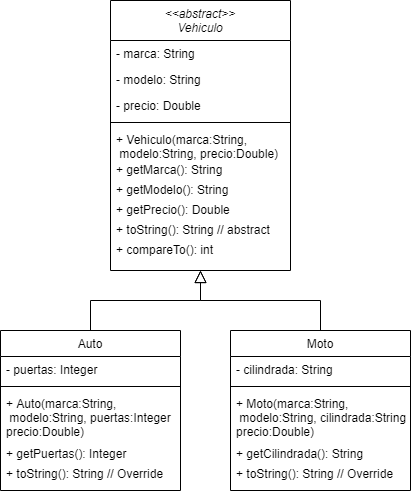 <<abstract>>
Vehiculo
- marca: String
- modelo: String
- precio: Double
+ Vehiculo(marca:String,
modelo:String, precio:Double)
+ getMarca(): String
+ getModelo(): String
+ getPrecio(): Double
+ toString(): String // abstract
+ compareTo(): int
Auto
- puertas: Integer
+ Auto(marca:String,
modelo:String, puertas:Integer
precio:Double)
+ getPuertas(): Integer
+ toString(): String // Override
Moto
- cilindrada: String
+ Moto(marca:String,
modelo:String, cilindrada:String
precio:Double)
+ getCilindrada(): String
+ toString(): String // Override